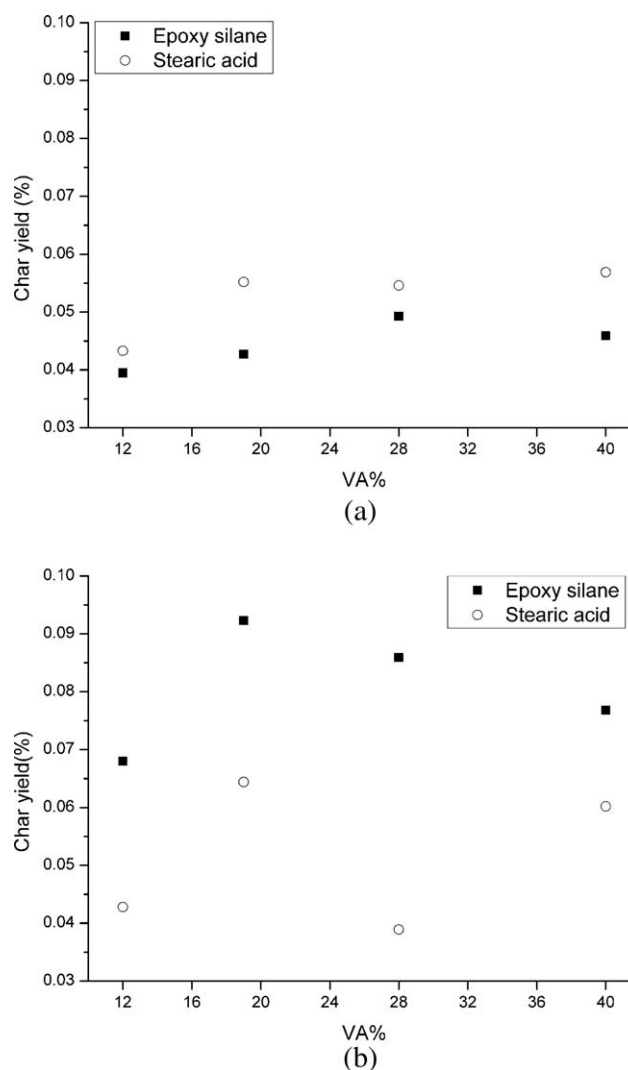 0.10
0.09
0.08
0.07
0.06
0.05
0.04
0.03
Char yield (%)
Epoxy silane
Stearic acid
12 16 20 24 28 32 36 40
VA%
(a)
0.10
0.09
0.08
0.07
0.06
0.05
0.04
0.03
Char yield(%)
Epoxy silane
Stearic acid
12 16 20 24 28 32 36 40
VA%
(b)